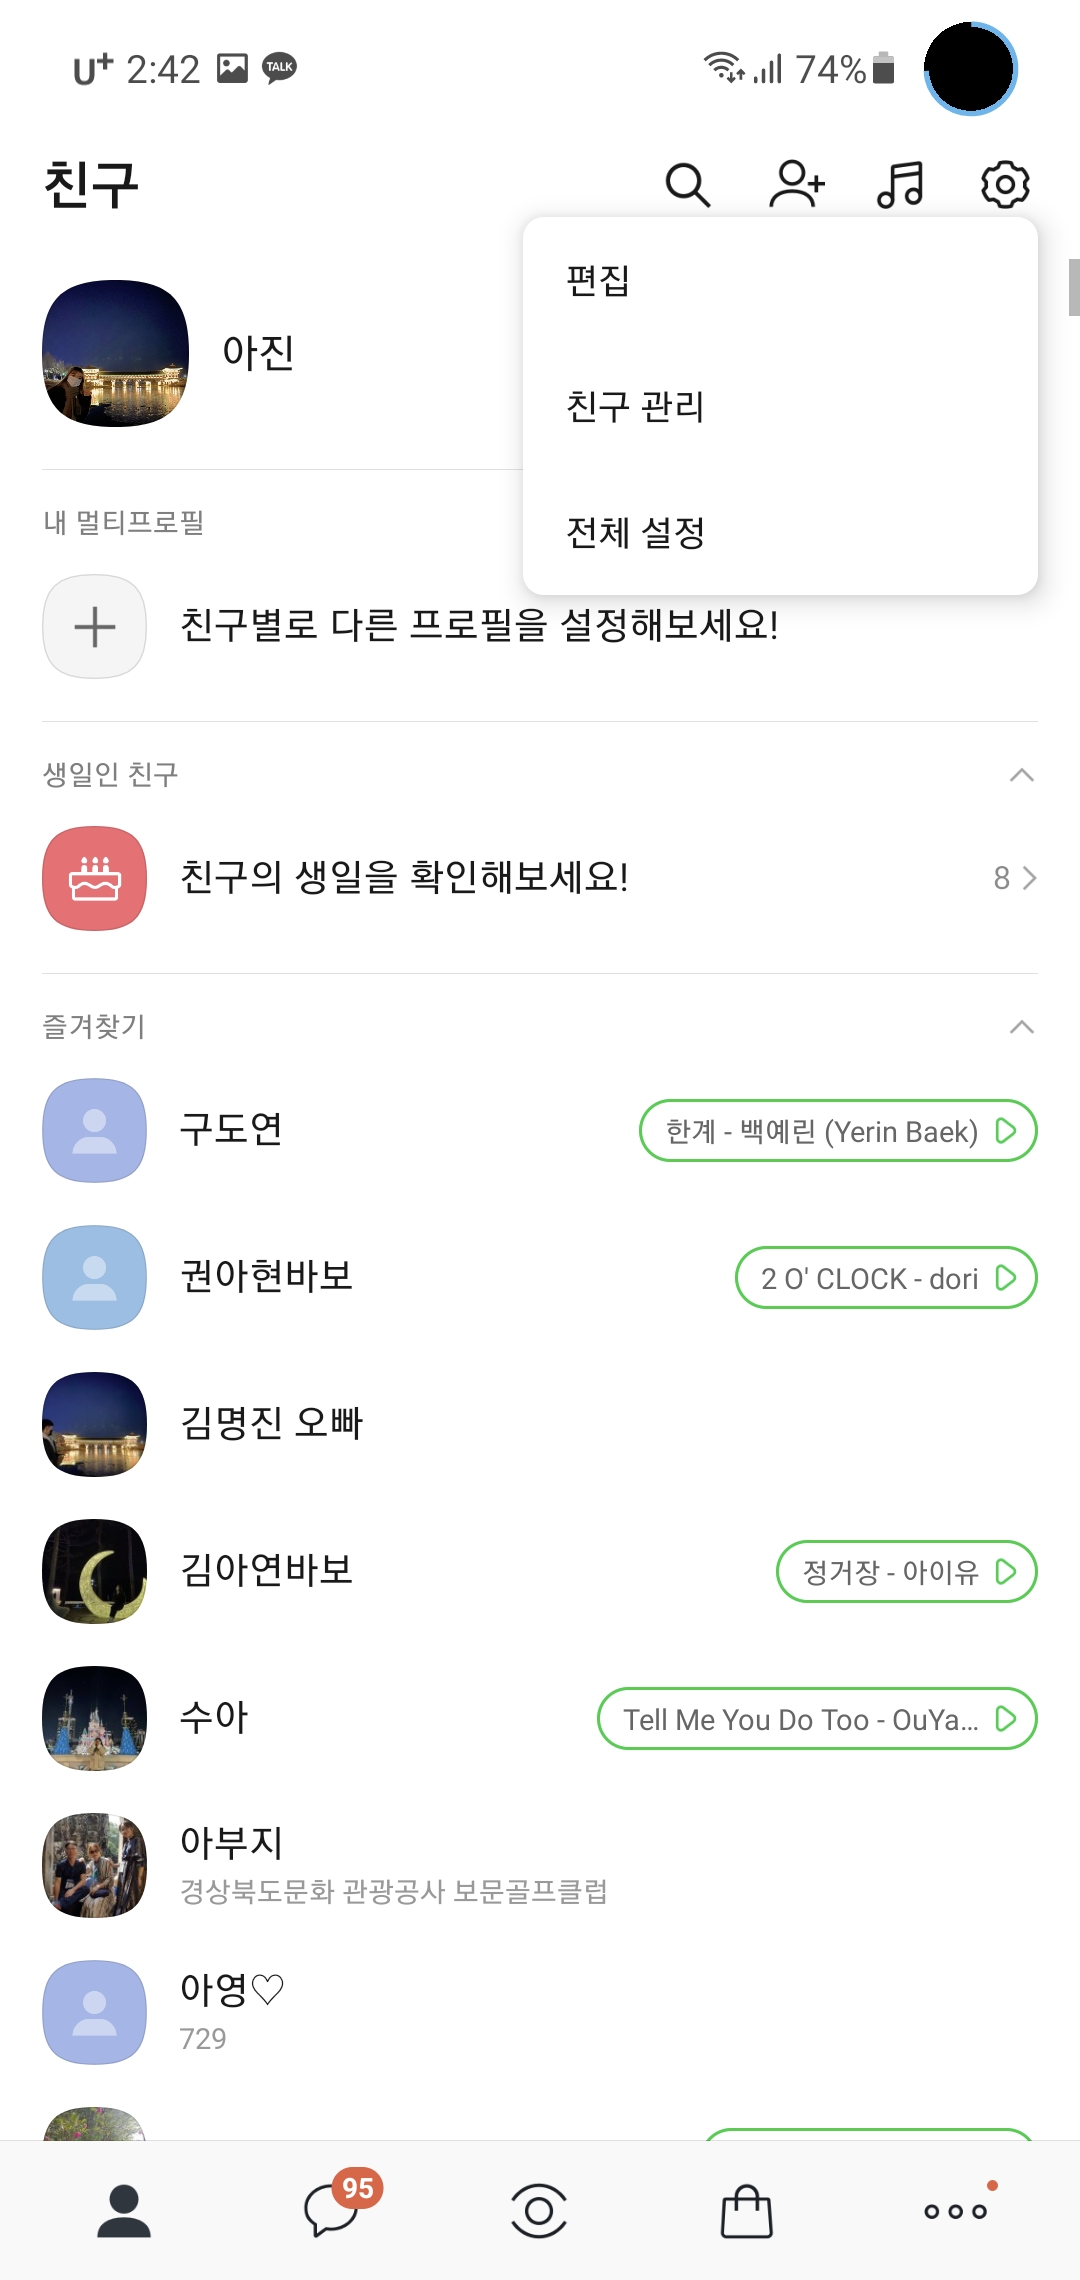 U+ 2:42 TALK 74%
친구
편집
아진
친구 관리
내 멀티프로필
전체 설정
친구별로 다른 프로필을 설정해보세요!
생일인 친구
친구의 생일을 확인해보세요! 8
즐겨찾기
구도연 한계 - 백예린 (Yerin Baek)
권아현바보 2 O' CLOCK - dori
김명진 오빠
김아연바보 정거장 - 아이유
수아 Tell Me You Do Too - OuYa...
아부지
경상북도문화 관광공사 보문골프클럽
아영♡
729
95